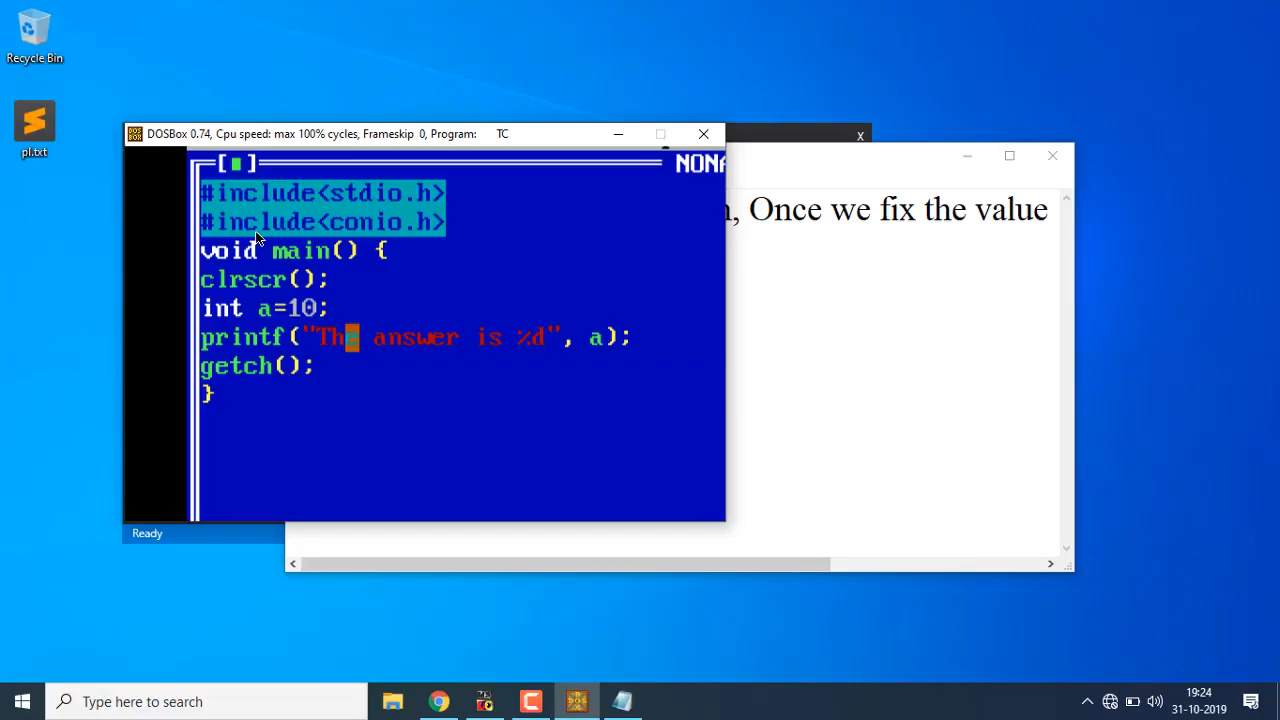 Recycle Bin
pl.txt
DOSBox 0.74, Cpu speed: max 100% cycles, Frameskip 0, Program: TC
x
[ ] NONA
#include<stdio.h>
#include<conio.h>
void main() {
clrscr();
int a=10;
printf("The answer is %d", a);
getch();
}
, Once we fix the value
Ready
Type here to search
19:24
31-10-2019